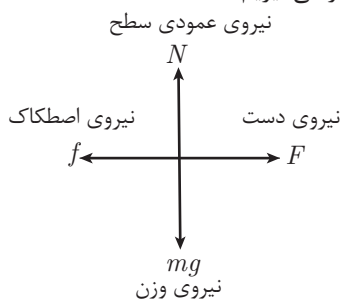 نیروی عمودی سطح
N
نیروی اصطکاک
نیروی دست
f
F
mg
نیروی وزن